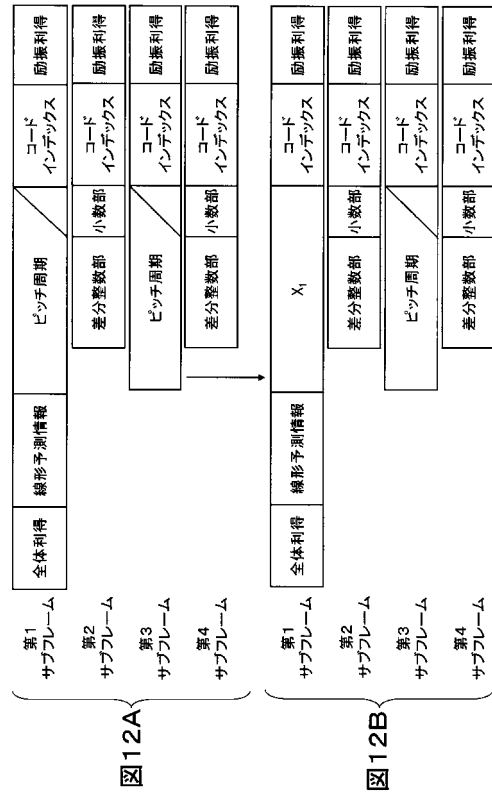 図12A
第1
サブフレーム
全体利得
線形予測情報
ピッチ周期
コード
インデックス
励振利得
第2
サブフレーム
差分整数部
小数部
コード
インデックス
励振利得
第3
サブフレーム
ピッチ周期
コード
インデックス
励振利得
第4
サブフレーム
差分整数部
小数部
コード
インデックス
励振利得
図12B
第1
サブフレーム
全体利得
線形予測情報
X₁
コード
インデックス
励振利得
第2
サブフレーム
差分整数部
小数部
コード
インデックス
励振利得
第3
サブフレーム
ピッチ周期
コード
インデックス
励振利得
第4
サブフレーム
差分整数部
小数部
コード
インデックス
励振利得